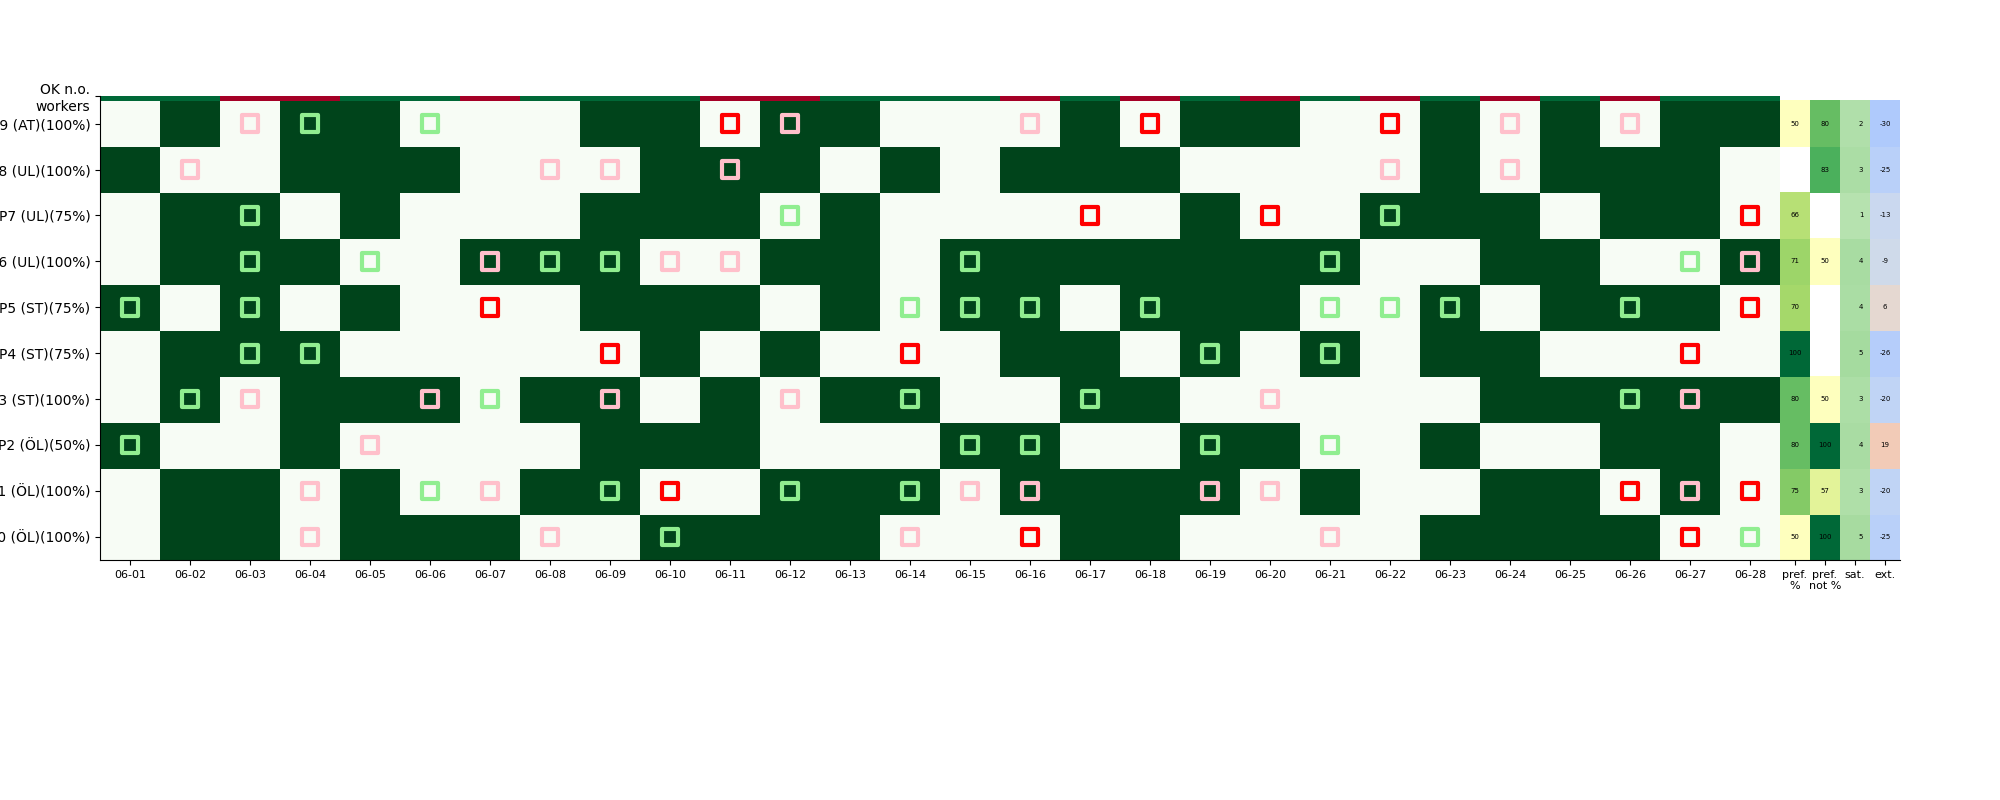 OK n.o.
workers
9 (AT)(100%) 50 80 2 -30
8 (UL)(100%) 83 3 -25
P7 (UL)(75%) 66 1 -13
6 (UL)(100%) 71 50 4 -9
P5 (ST)(75%) 70 4 6
P4 (ST)(75%) 100 5 -26
3 (ST)(100%) 80 50 3 -20
P2 (ÖL)(50%) 80 100 4 19
1 (ÖL)(100%) 75 57 3 -20
0 (ÖL)(100%) 50 100 5 -25
06-01 06-02 06-03 06-04 06-05 06-06 06-07 06-08 06-09 06-10 06-11 06-12 06-13 06-14 06-15 06-16 06-17 06-18 06-19 06-20 06-21 06-22 06-23 06-24 06-25 06-26 06-27 06-28 pref. pref. sat. ext.
% not %